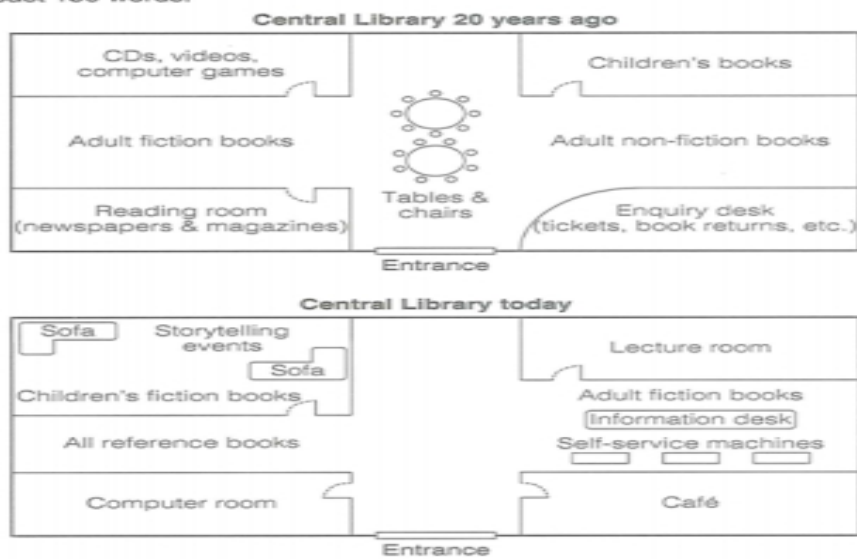 Central Library 20 years ago
CDs, videos,
computer games
Children's books
Adult fiction books
Adult non-fiction books
Tables &
chairs
Reading room
(newspapers & magazines)
Enquiry desk
(tickets, book returns, etc.)
Entrance
Central Library today
Sofa
Storytelling
events
Sofa
Lecture room
Children's fiction books
Adult fiction books
Information desk
All reference books
Self-service machines
Computer room
Café
Entrance